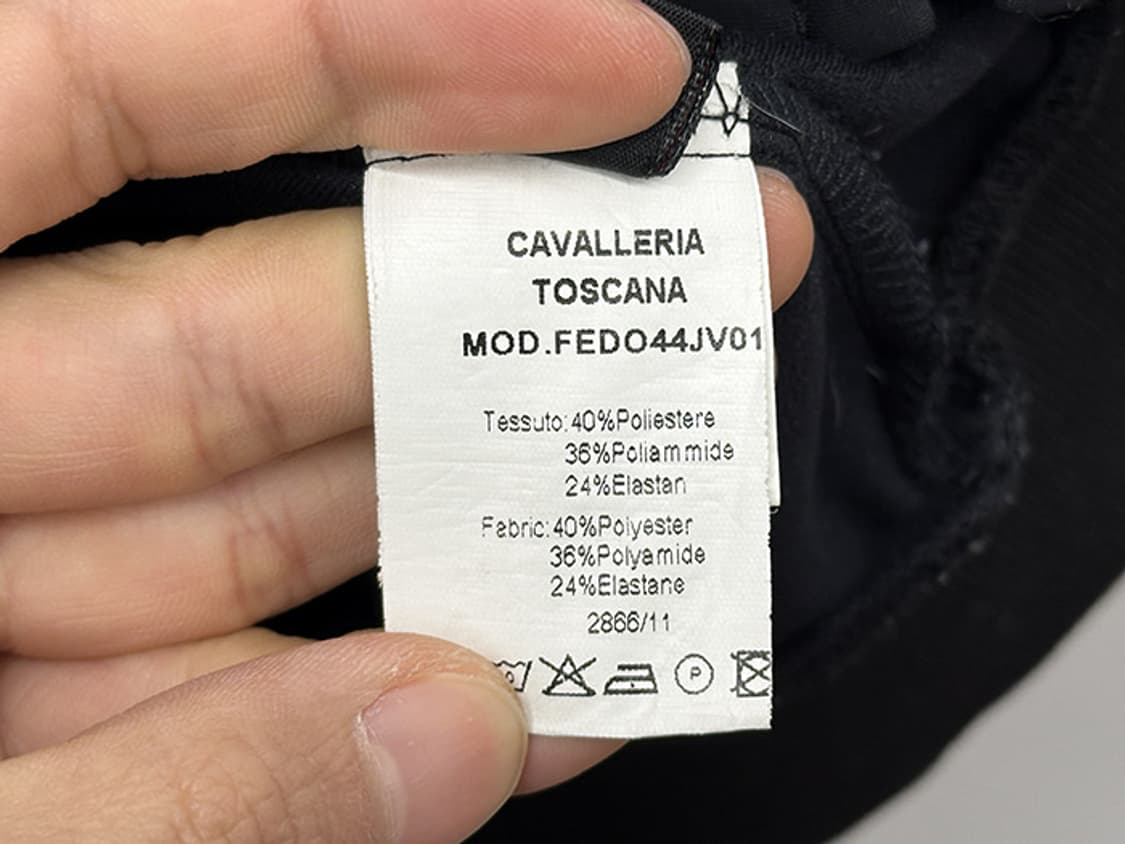 CAVALLERIA
TOSCANA
MOD.FEDO44JV01
Tessuto:40%Poliestere
36%Poliammide
24%Elastan
Fabric:40%Polyester
36%Polyamide
24%Elastane
2866/11
P